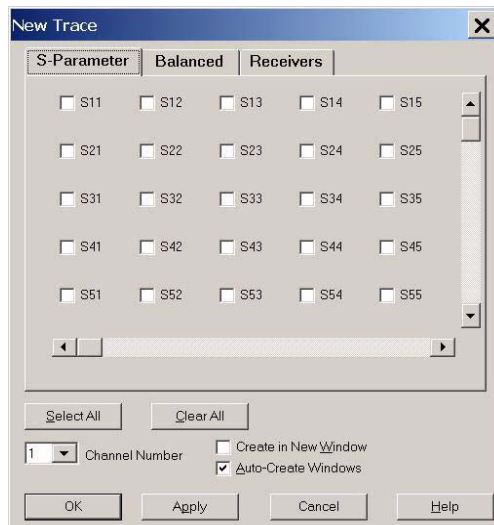 New Trace
S-Parameter Balanced Receivers
S11 S12 S13 S14 S15
S21 S22 S23 S24 S25
S31 S32 S33 S34 S35
S41 S42 S43 S44 S45
S51 S52 S53 S54 S55
Select All Clear All
1 Channel Number
Create in New Window
Auto-Create Windows
OK Apply Cancel Help